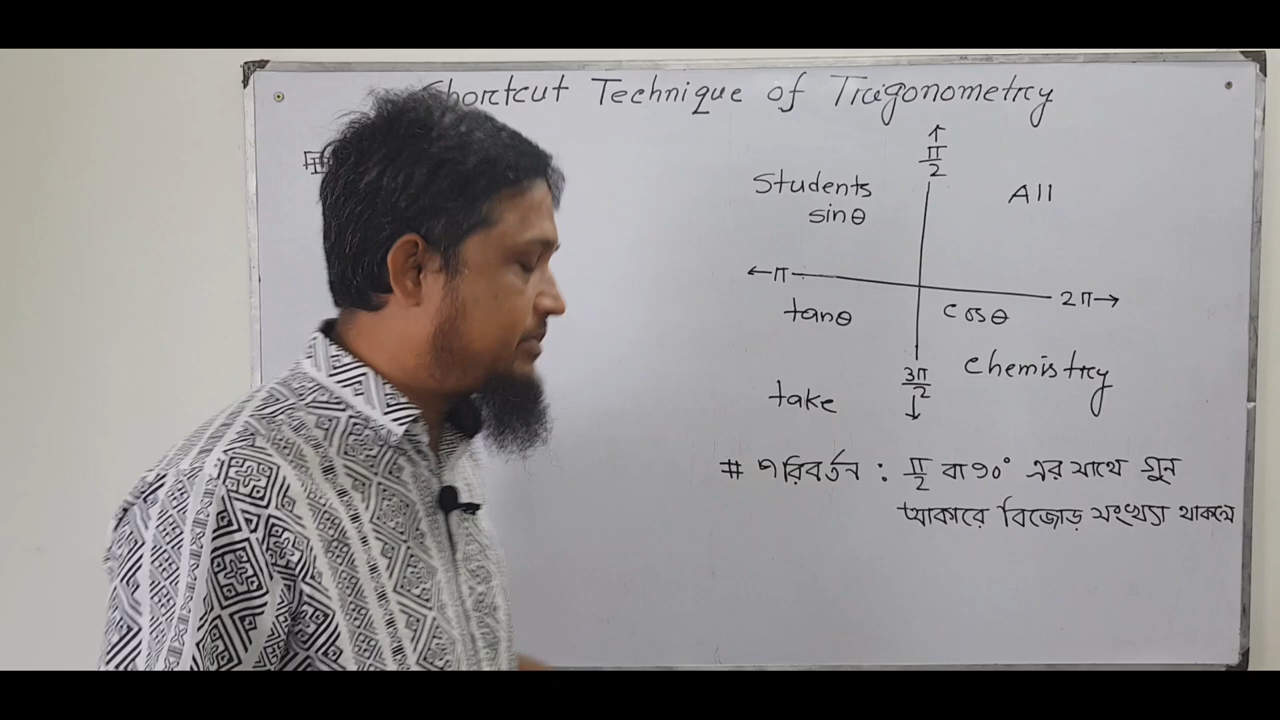 Shortcut Technique of Trigonometry
π/2
Students
All
sinθ
π
2π
tanθ
cosθ
chemistry
3π/2
take
# পরিবর্তন : π/2 বা ৯০° এর সাথে গুন
আকারে বিজোড় সংখ্যা থাকলে